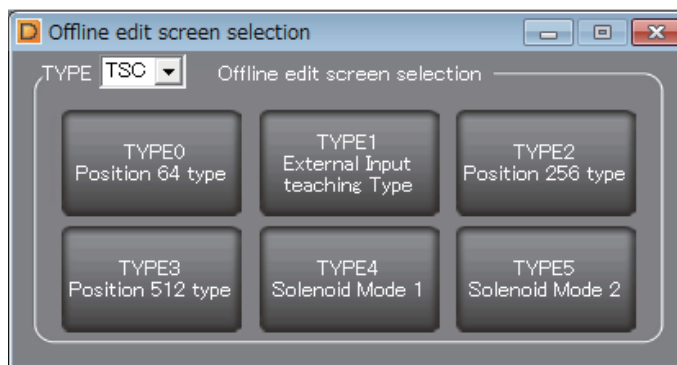 D Offline edit screen selection
TYPE TSC Offline edit screen selection
TYPE0
Position 64 type
TYPE1
External Input
teaching Type
TYPE2
Position 256 type
TYPE3
Position 512 type
TYPE4
Solenoid Mode 1
TYPE5
Solenoid Mode 2